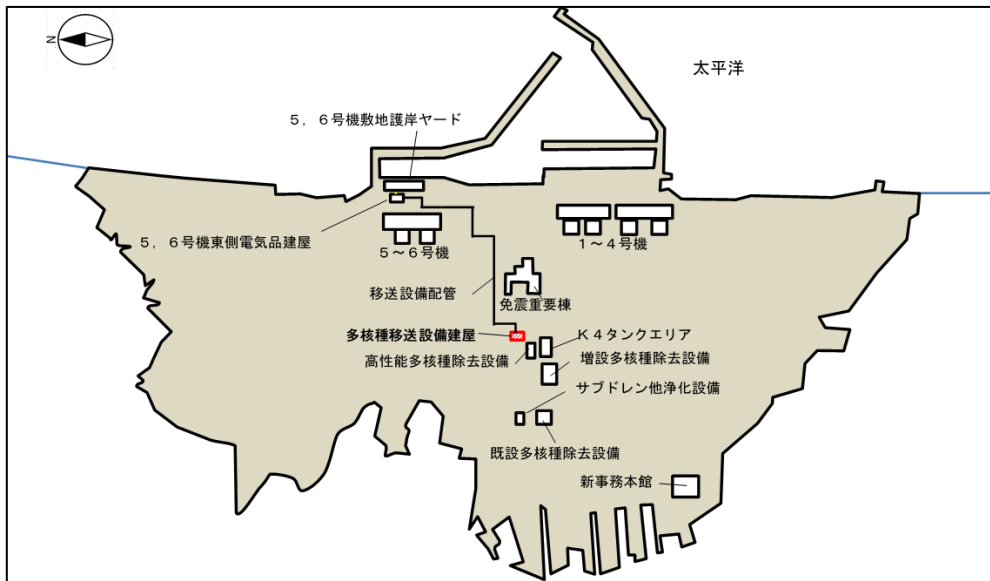 N
太平洋
５，６号機敷地護岸ヤード
５，６号機東側電気品建屋
５～６号機
１～４号機
移送設備配管
免震重要棟
多核種移送設備建屋
Ｋ４タンクエリア
高性能多核種除去設備
増設多核種除去設備
サブドレン他浄化設備
既設多核種除去設備
新事務本館